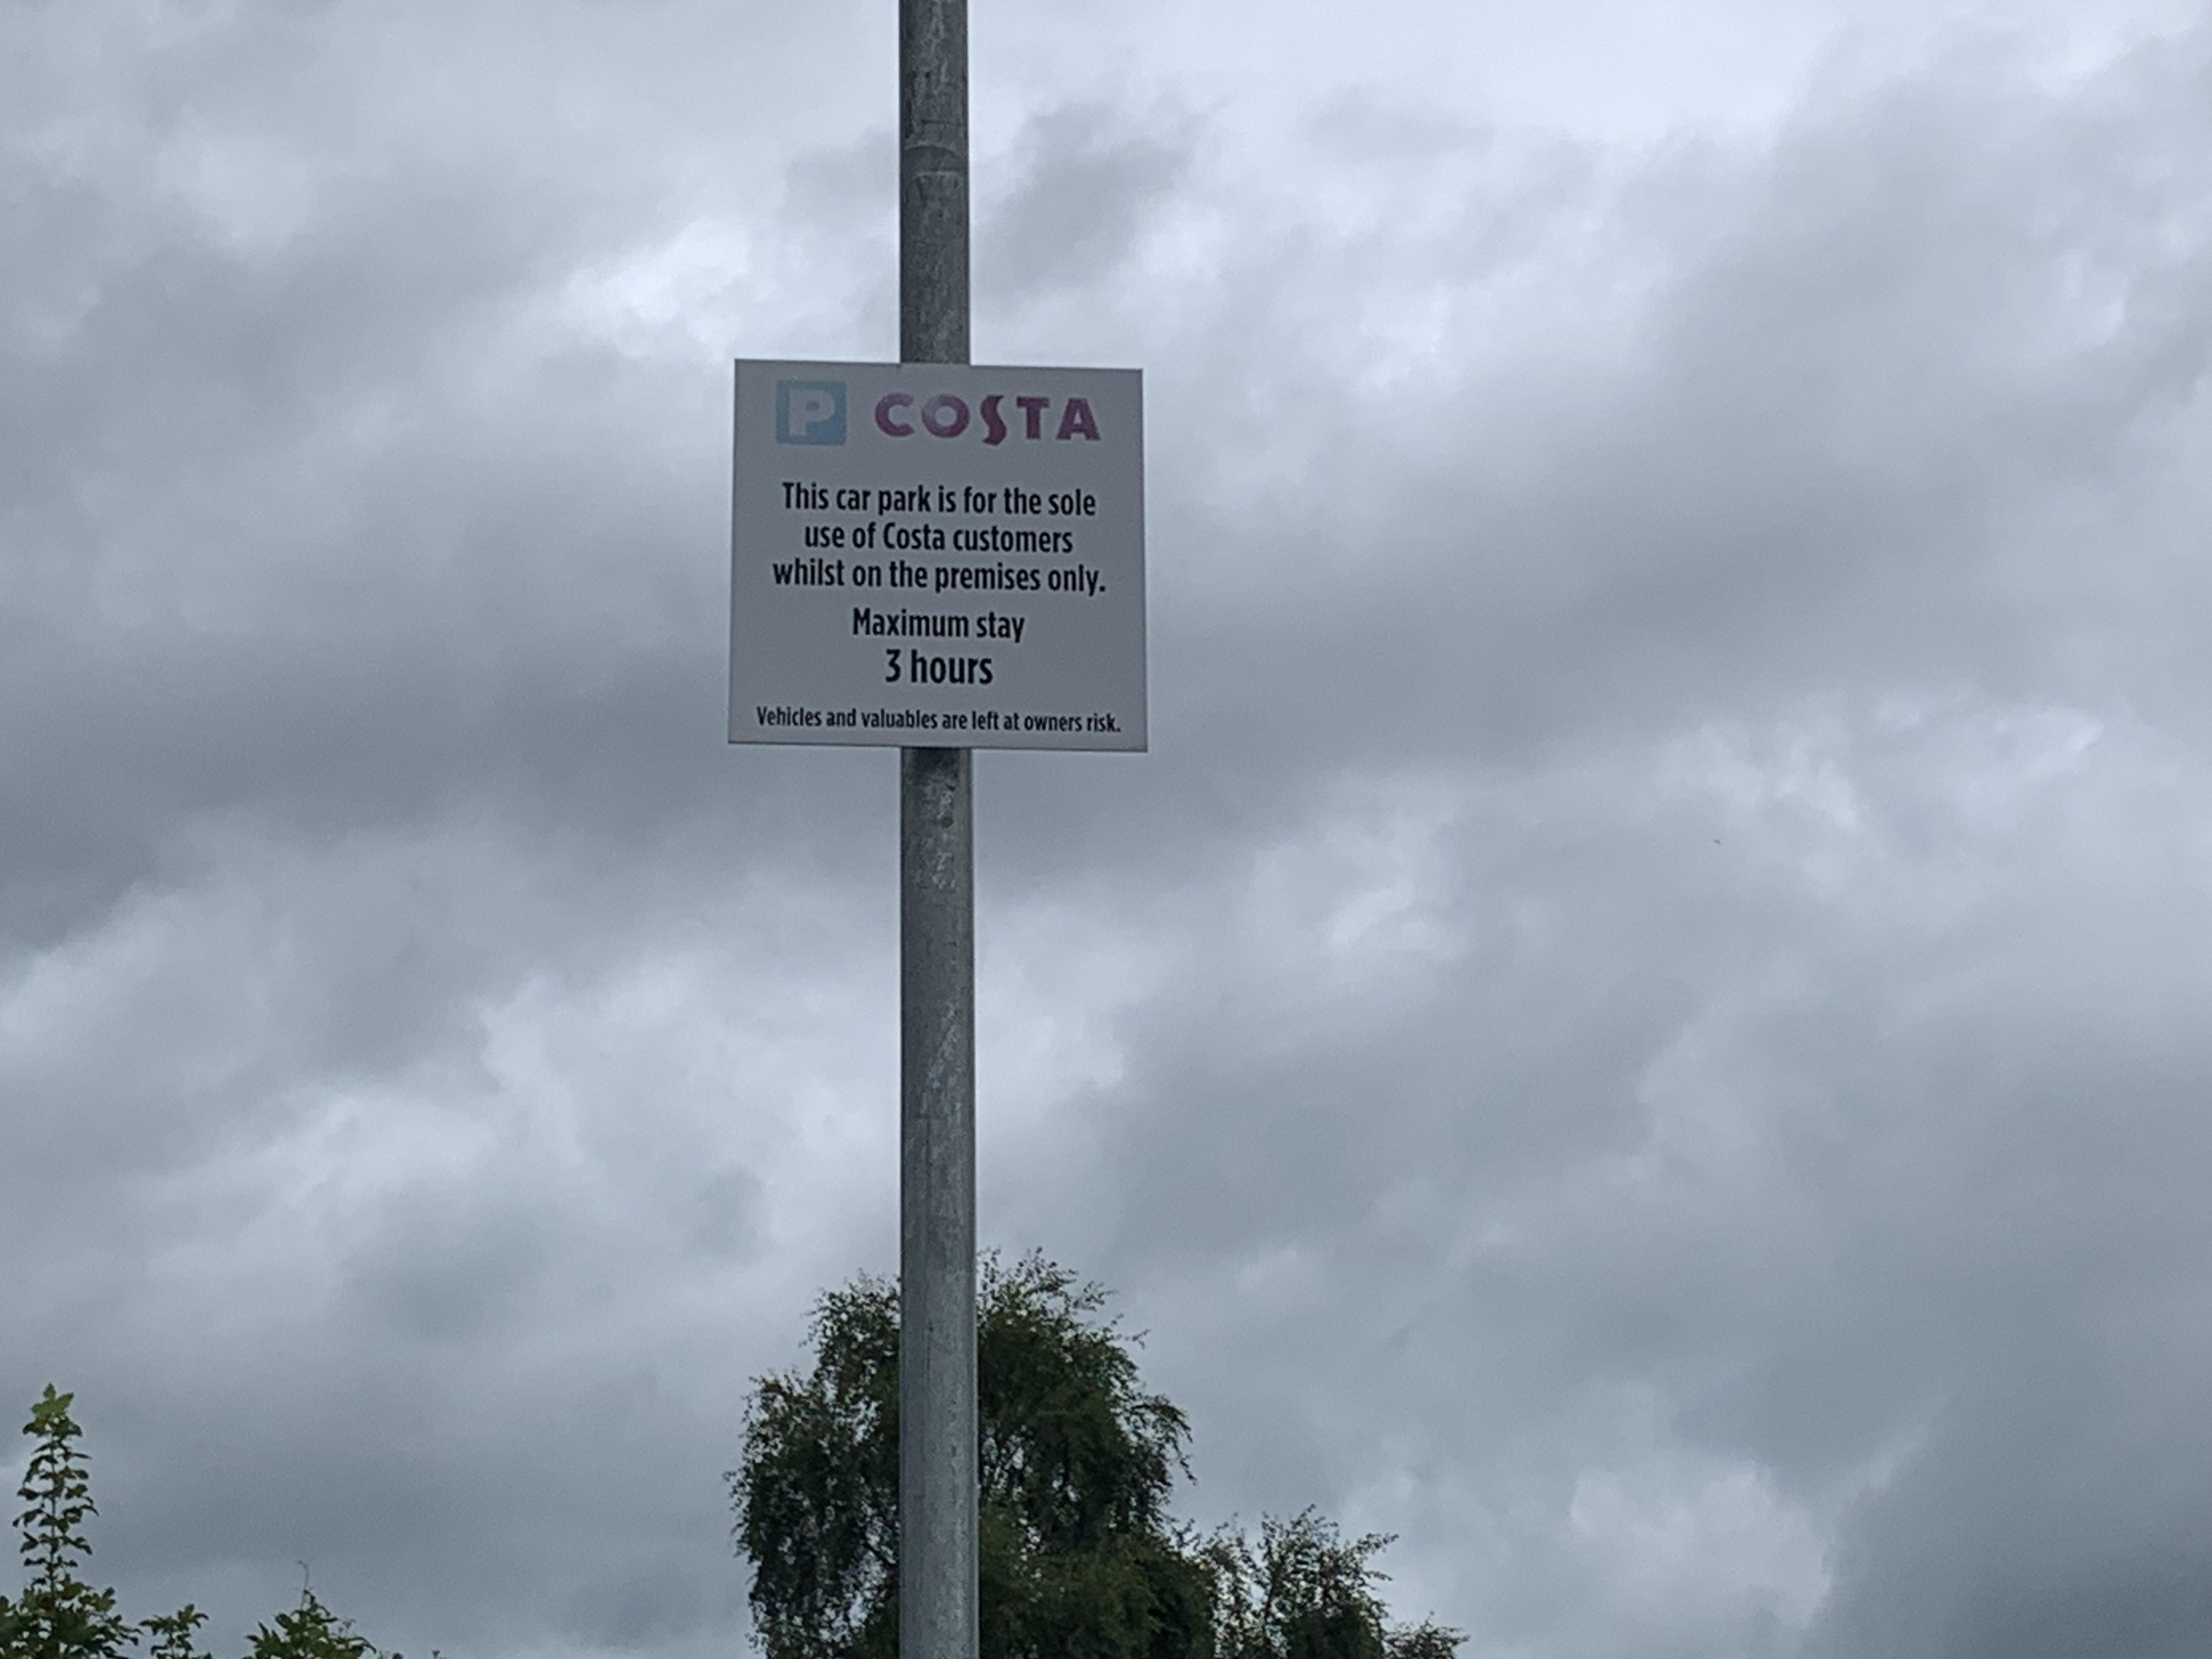 P COSTA
This car park is for the sole
use of Costa customers
whilst on the premises only.
Maximum stay
3 hours
Vehicles and valuables are left at owners risk.